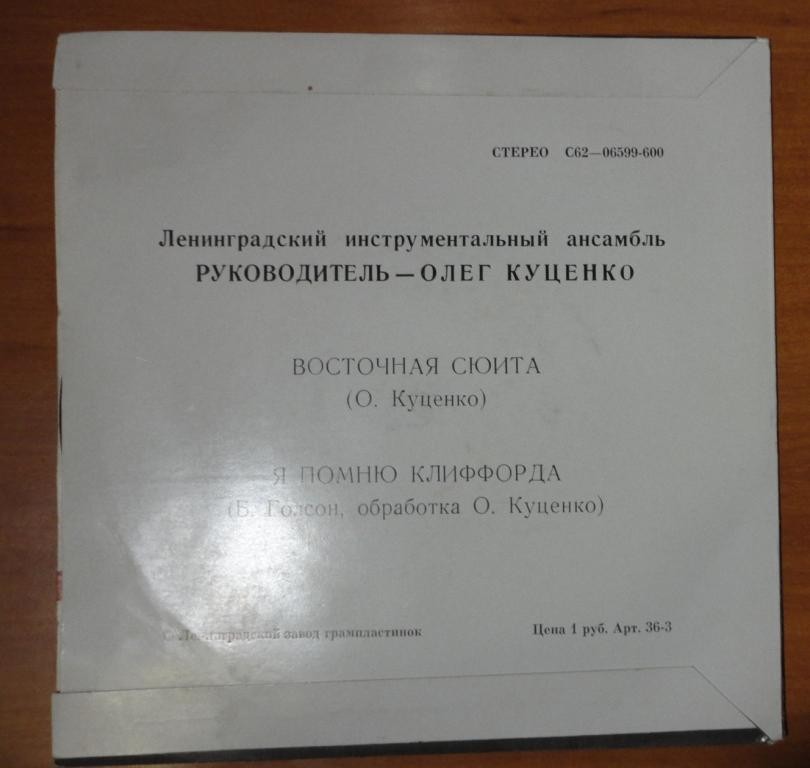 СТЕРЕО С62—06599-600
Ленинградский инструментальный ансамбль
РУКОВОДИТЕЛЬ — ОЛЕГ КУЦЕНКО
ВОСТОЧНАЯ СЮИТА
(О. Куценко)
Я ПОМНЮ КЛИФФОРДА
(Б. Голсон, обработка О. Куценко)
Ленинградский завод грампластинок Цена 1 руб. Арт. 36-3